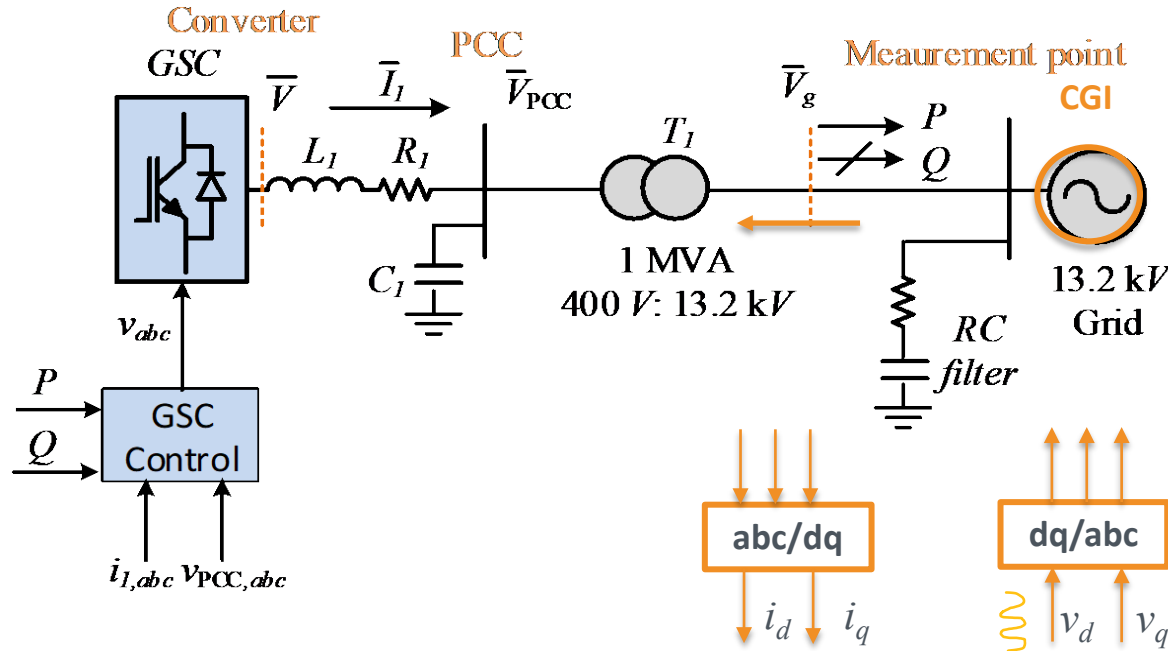 Converter
GSC
PCC
Meaurement point
CGI
V
I1
VPCC
Vg
P
Q
T1
L1
R1
C1
1 MVA
400 V: 13.2 kV
13.2 kV
Grid
RC
filter
vabc
P
Q
GSC
Control
i1,abc
vPCC,abc
abc/dq
dq/abc
id
iq
vd
vq